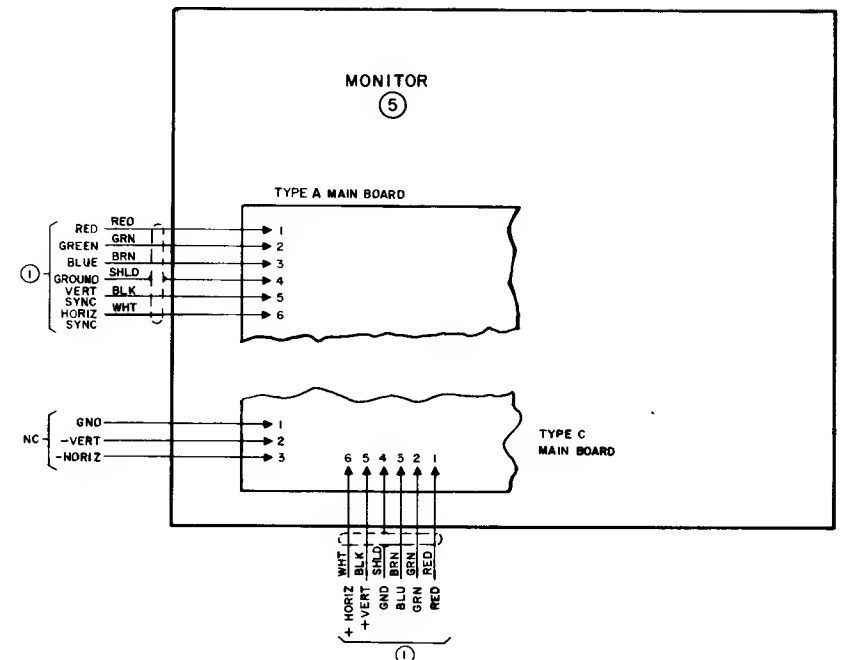 MONITOR
5
TYPE A MAIN BOARD
RED RED 1
GREEN GRN 2
BLUE BRN 3
1
GROUND SHLD 4
VERT SYNC BLK 5
HORIZ SYNC WHT 6
GND 1
NC
-VERT 2
-HORIZ 3
TYPE C
MAIN BOARD
6 5 4 3 2 1
WHT BLK SHLD BRN GRN RED
+ HORIZ +VERT GND BLU GRN RED
1